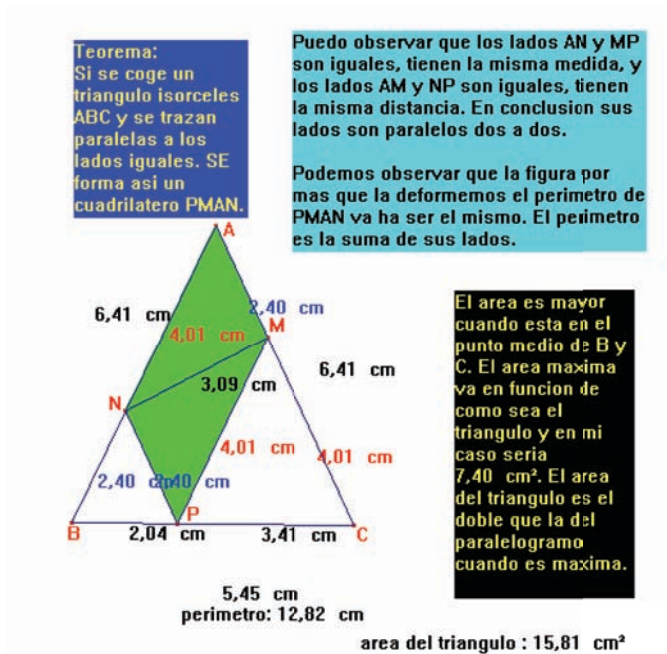 Teorema:
Si se coge un
triangulo isorceles
ABC y se trazan
paralelas a los
lados iguales. SE
forma asi un
cuadrilatero PMAN.
Puedo observar que los lados AN y MP
son iguales, tienen la misma medida, y
los lados AM y NP son iguales, tienen
la misma distancia. En conclusion sus
lados son paralelos dos a dos.
Podemos observar que la figura por
mas que la deformemos el perimetro de
PMAN va ha ser el mismo. El perimetro
es la suma de sus lados.
A
6,41 cm
2,40 cm
4,01 cm
M
6,41 cm
3,09 cm
N
4,01 cm
4,01 cm
2,40 cm
2,40 cm
P
B
2,04 cm
3,41 cm
C
El area es mayor
cuando esta en el
punto medio de B y
C. El area maxima
va en funcion de
como sea el
triangulo y en mi
caso seria
7,40 cm². El area
del triangulo es el
doble que la del
paralelogramo
cuando es maxima.
5,45 cm
perimetro: 12,82 cm
area del triangulo : 15,81 cm²